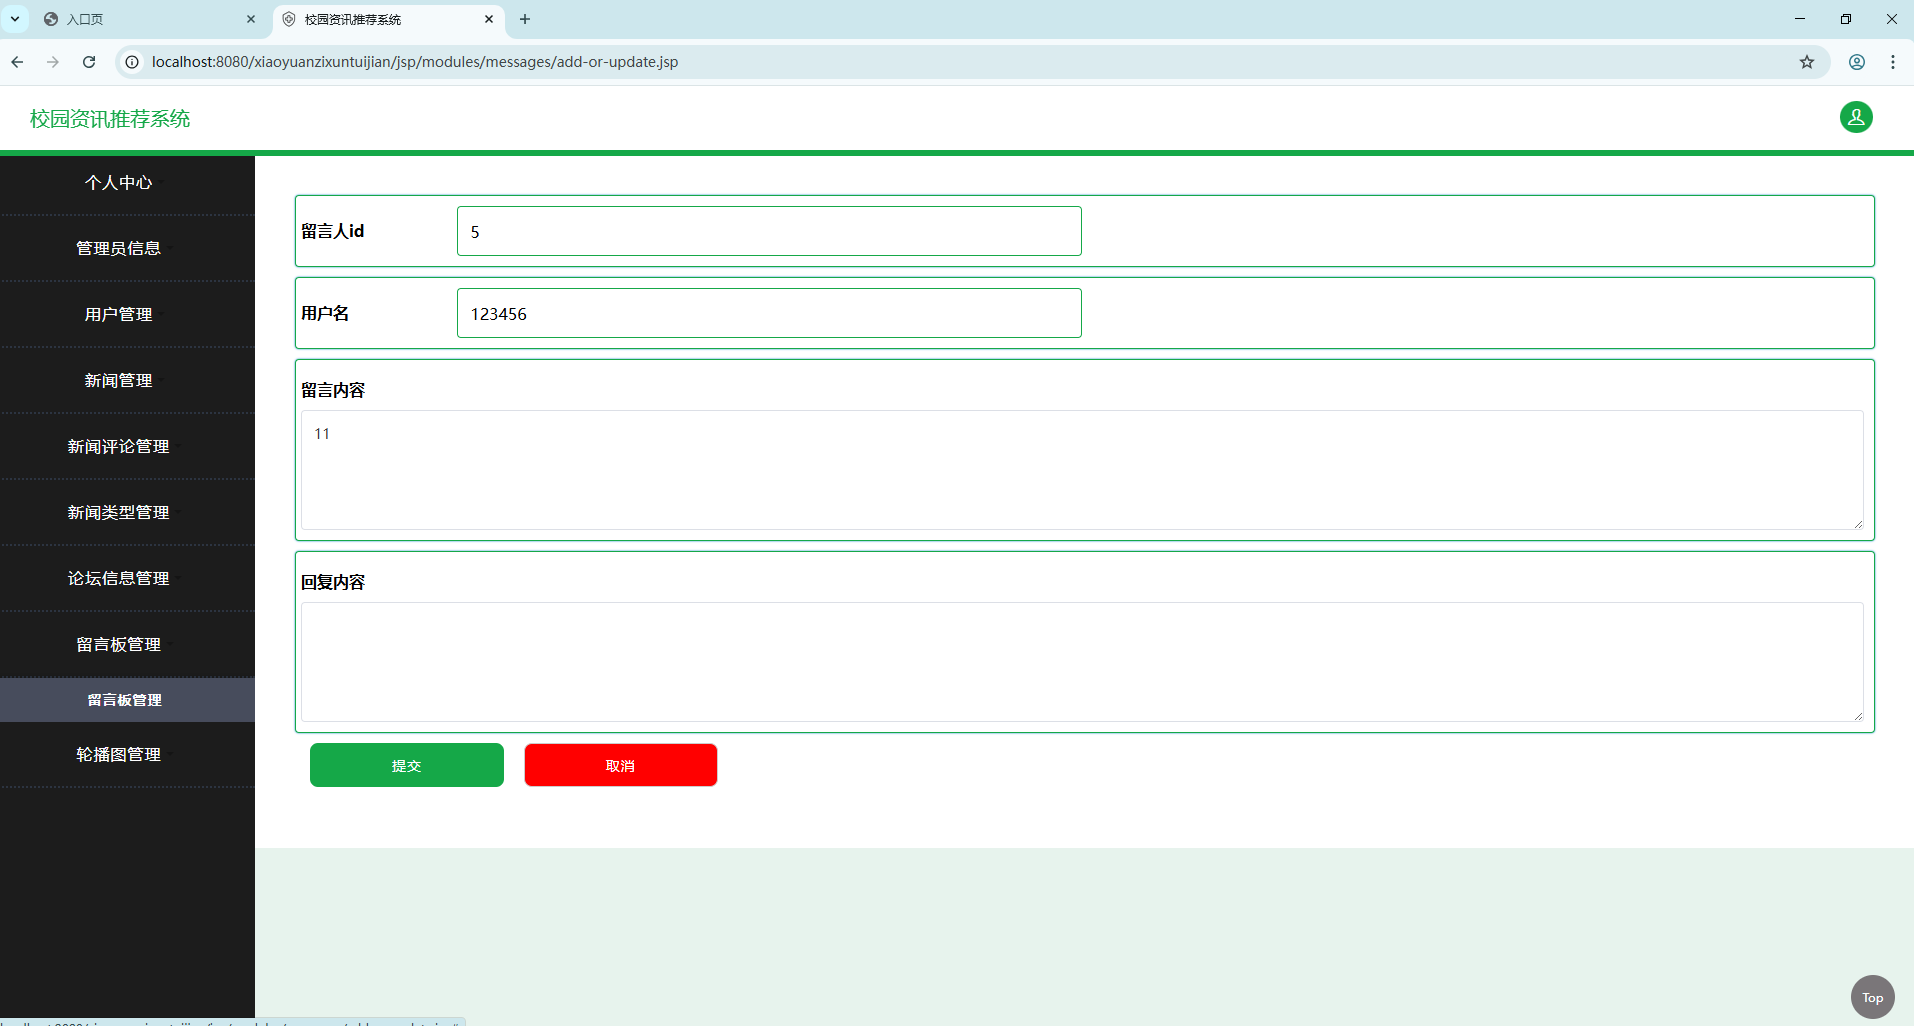 入口页
校园资讯推荐系统
localhost:8080/xiaoyuanzixuntuijian/jsp/modules/messages/add-or-update.jsp
校园资讯推荐系统
个人中心
管理员信息
用户管理
新闻管理
新闻评论管理
新闻类型管理
论坛信息管理
留言板管理
留言板管理
轮播图管理
留言人id
5
用户名
123456
留言内容
11
回复内容
提交
取消
Top